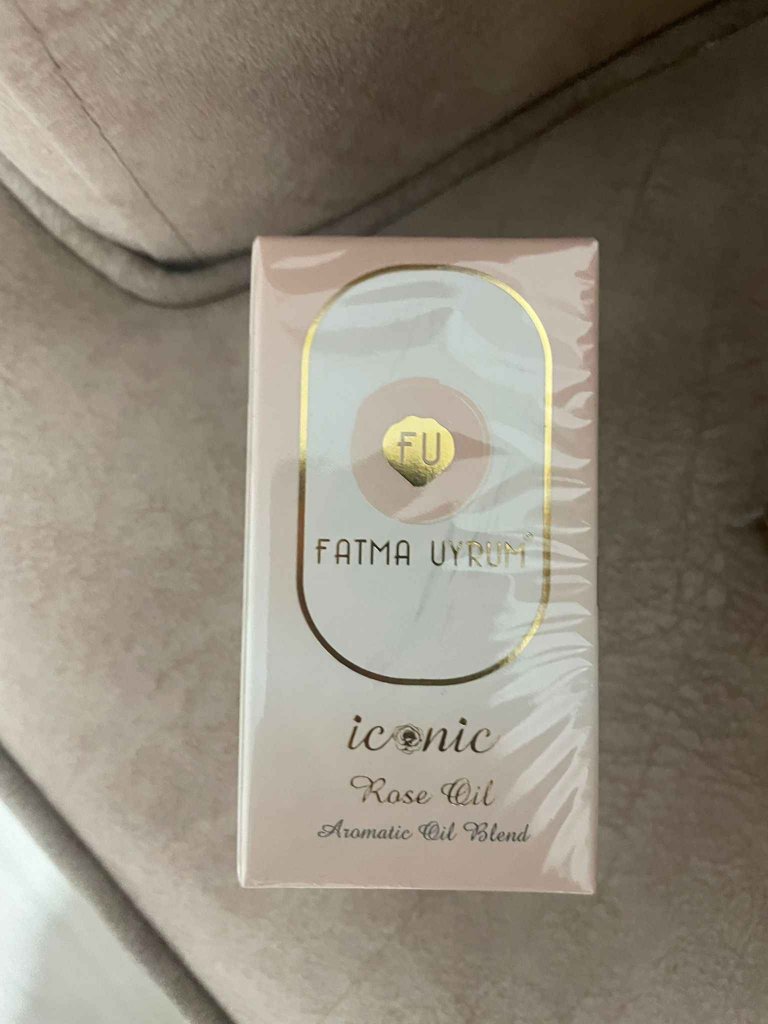 FU
FATMA UYRUM
iconic
Rose Oil
Aromatic Oil Blend